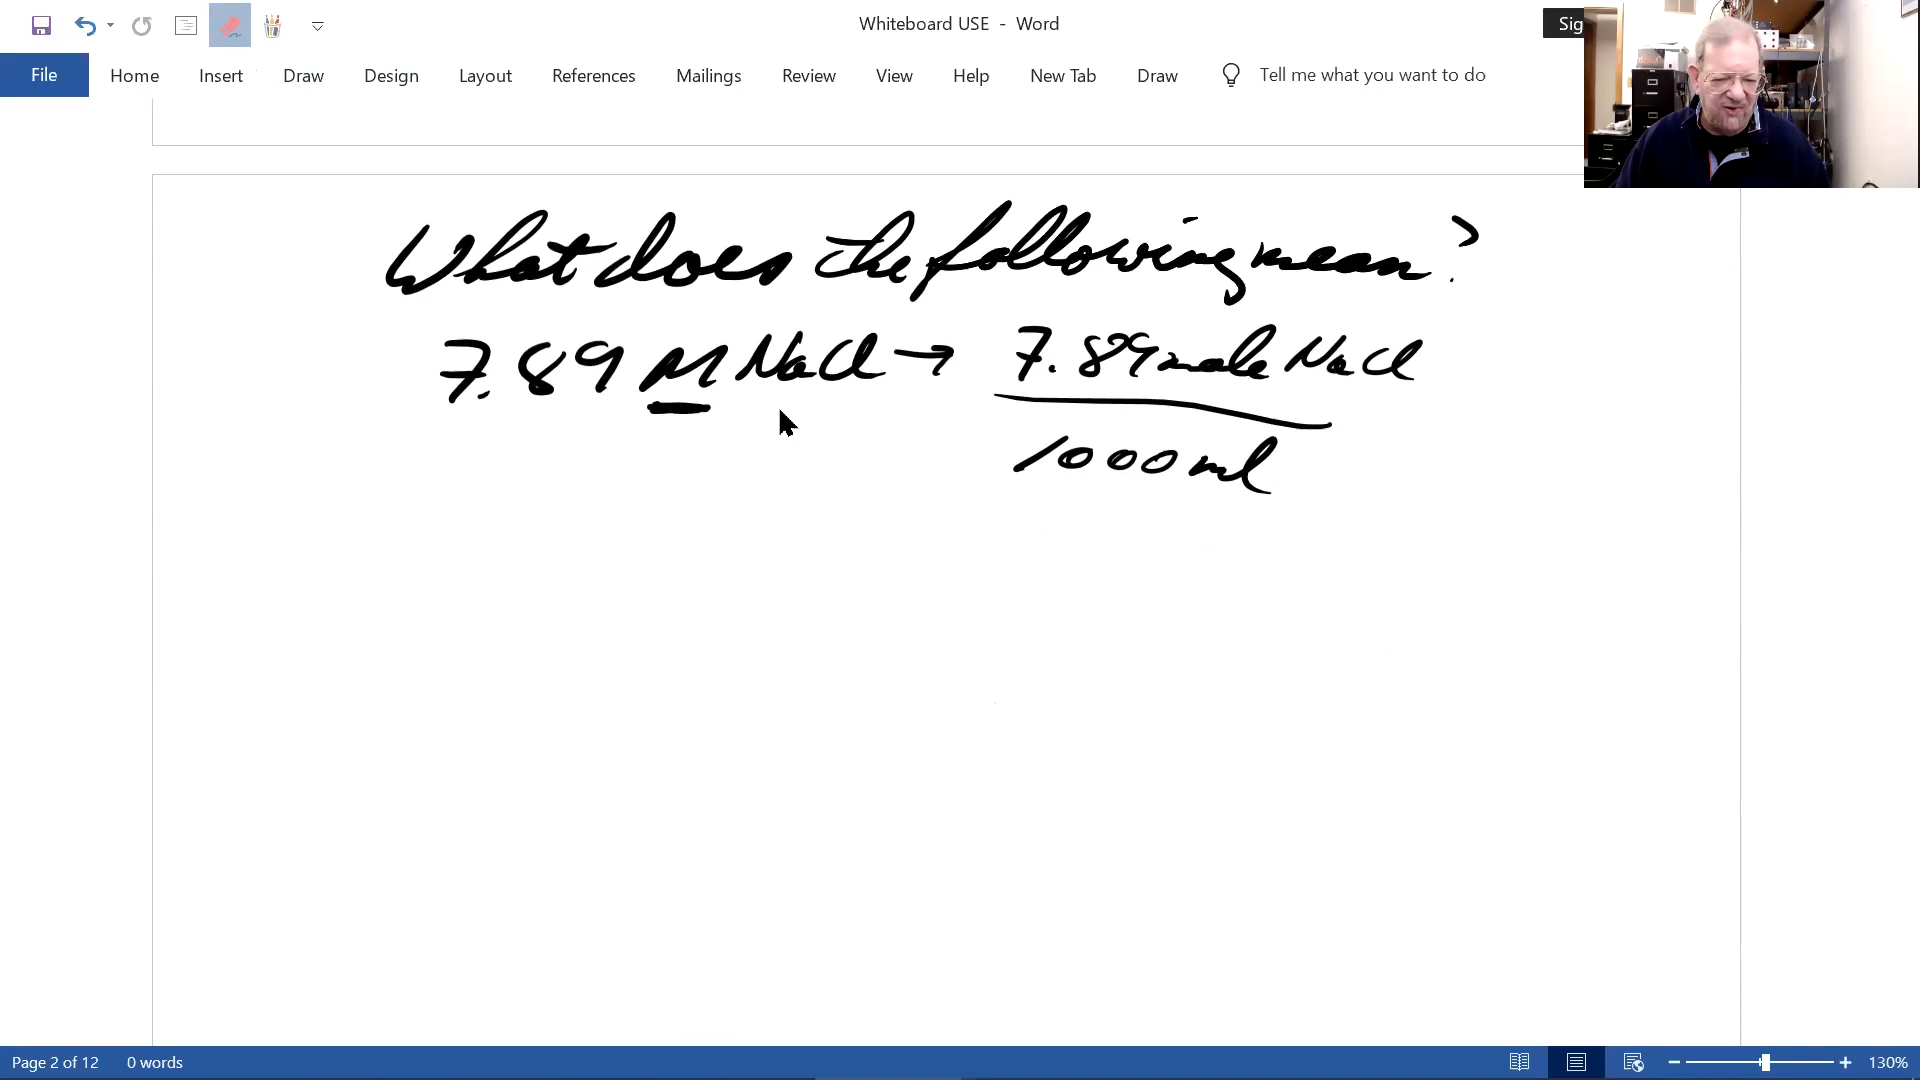 Whiteboard USE - Word
Sig
File Home Insert Draw Design Layout References Mailings Review View Help New Tab Draw Tell me what you want to do
What does the following mean?
7.89 M NaCl → 7.89 mole NaCl
1000 ml
Page 2 of 12 0 words
130%